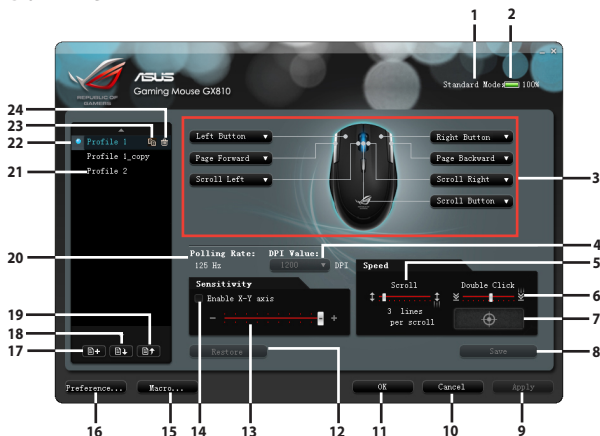 1
2
Standard Mode: 100%
REPUBLIC OF
GAMERS
ASUS
Gaming Mouse GX810
24
23
22
21
Profile 1
Profile 1_copy
Profile 2
Left Button
Right Button
Page Forward
Page Backward
Scroll Left
Scroll Right
Scroll Button
3
Polling Rate:
125 Hz
DPI Value:
1200
DPI
4
20
Sensitivity
Enable X-Y axis
- +
Speed
Scroll
Double Click
3 lines
per scroll
5
6
7
8
19
18
17
Restore
Save
Preference...
Macro...
OK
Cancel
Apply
16
15
14
13
12
11
10
9